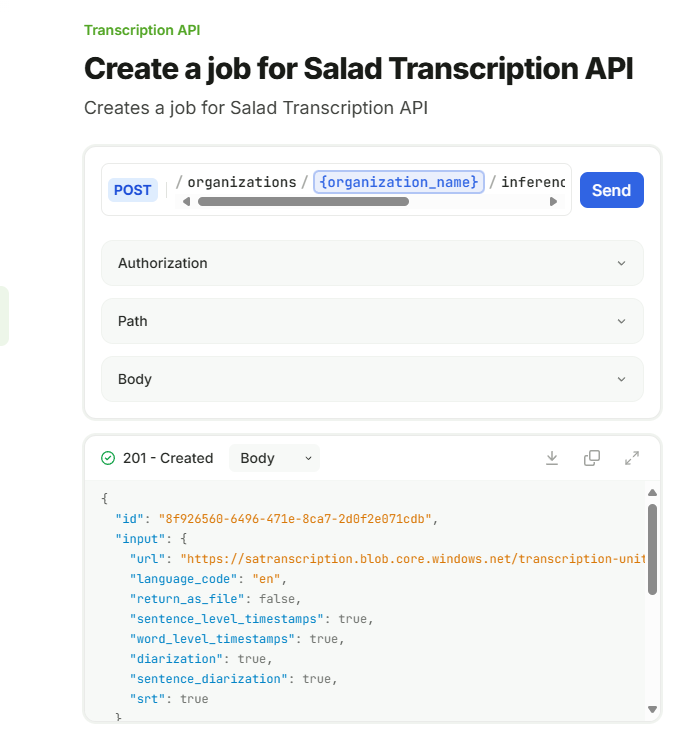 Transcription API
Create a job for Salad Transcription API
Creates a job for Salad Transcription API
POST / organizations / {organization_name} / inferenc Send
Authorization
Path
Body
201 - Created Body
{
"id": "8f926560-6496-471e-8ca7-2d0f2e071cdb",
"input": {
"url": "https://satranscription.blob.core.windows.net/transcription-unit
"language_code": "en",
"return_as_file": false,
"sentence_level_timestamps": true,
"word_level_timestamps": true,
"diarization": true,
"sentence_diarization": true,
"srt": true
}